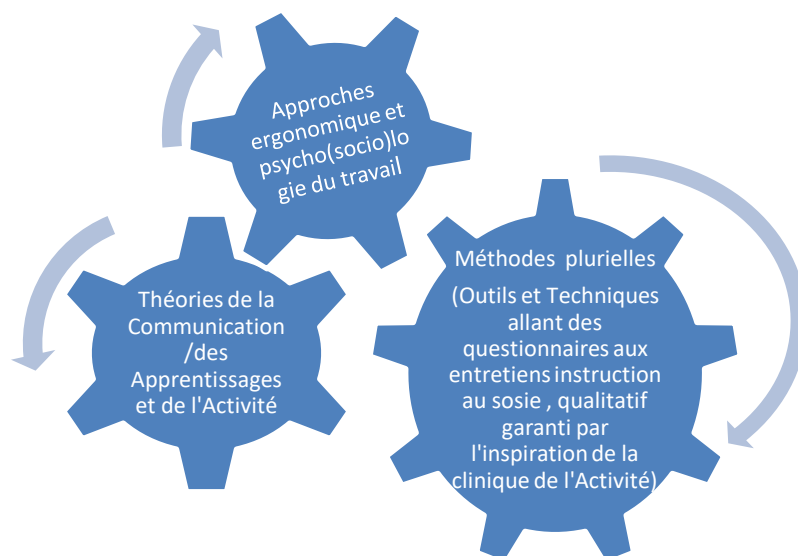 Approches
ergonomique et
psycho(socio)lo
gie du travail
Théories de la
Communication
/des
Apprentissages
et de l'Activité
Méthodes plurielles
(Outils et Techniques
allant des
questionnaires aux
entretiens instruction
au sosie , qualitatif
garanti par
l'inspiration de la
clinique de l'Activité)